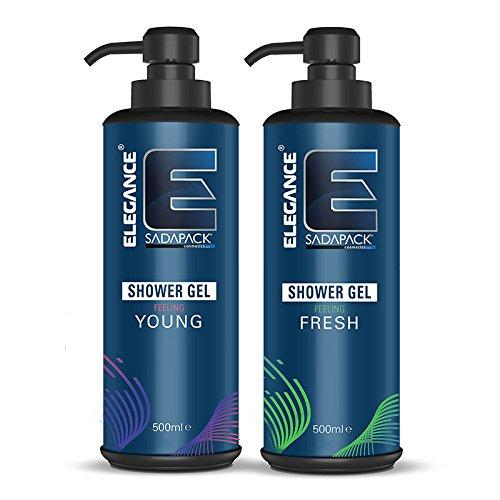 ELEGANCE®
E
SADAPACK®
cosmetics
SHOWER GEL
FEELING
YOUNG
500ml e
ELEGANCE®
E
SADAPACK®
cosmetics
SHOWER GEL
FEELING
FRESH
500ml e